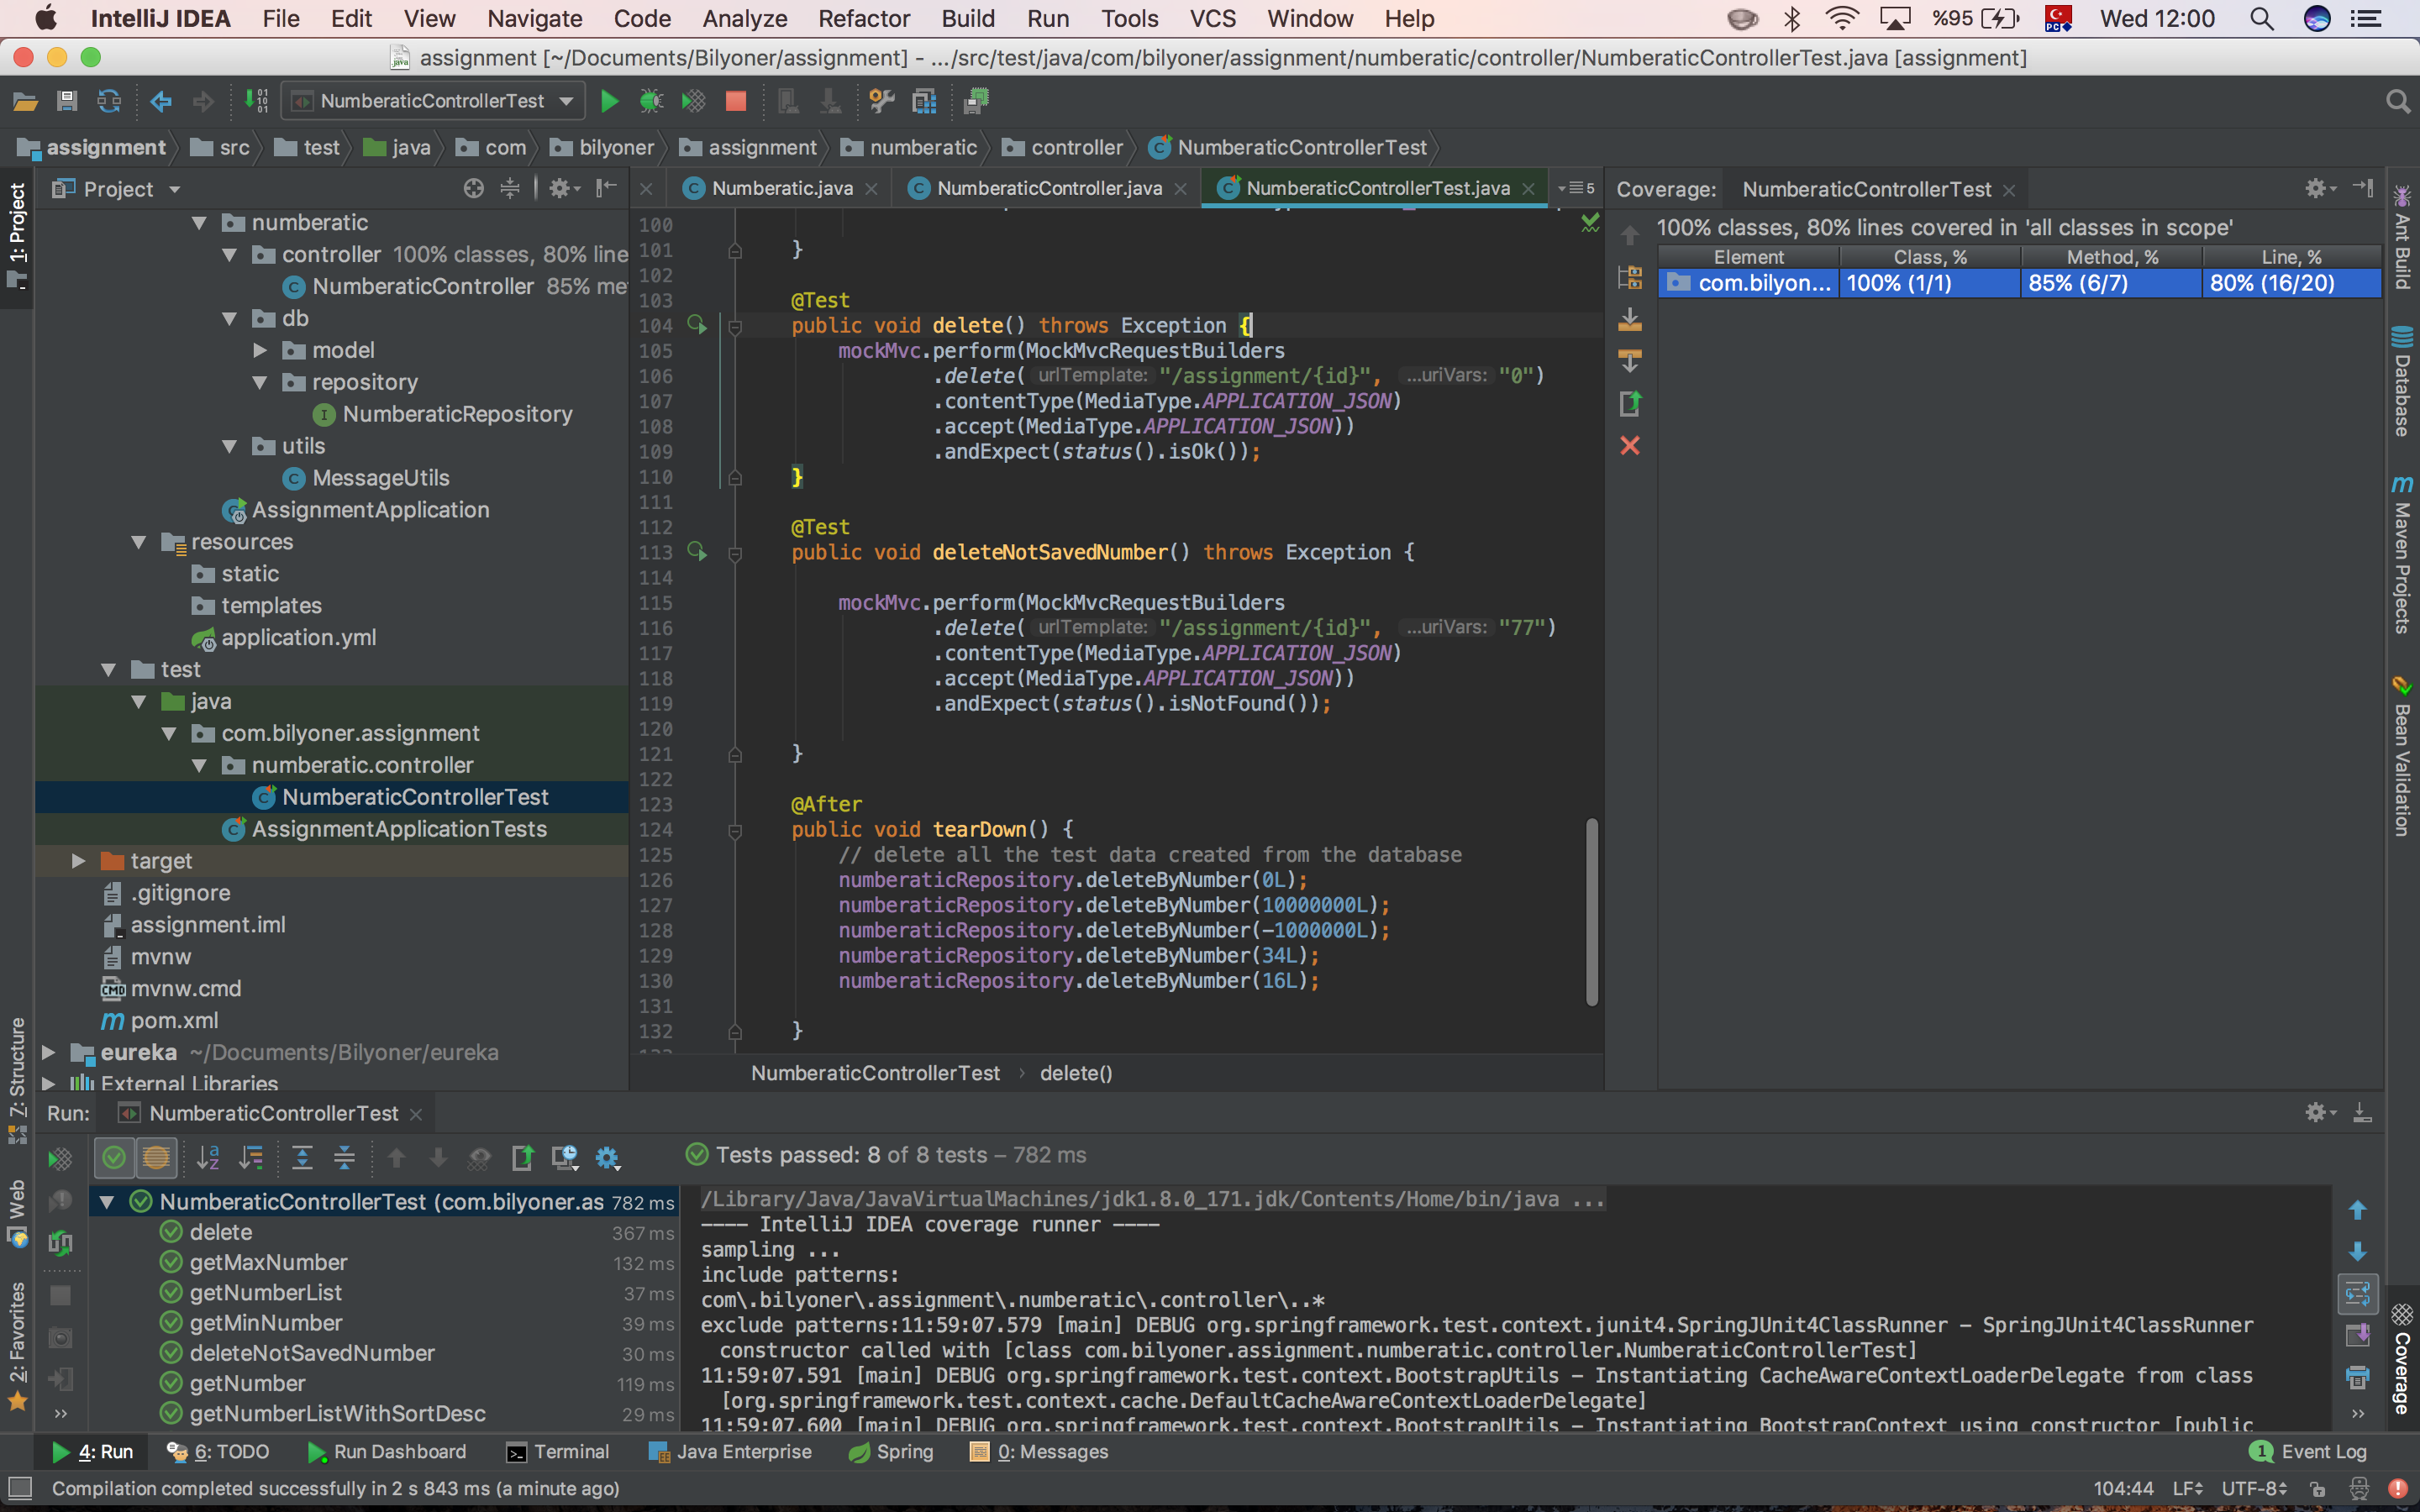 IntelliJ IDEA File Edit View Navigate Code Analyze Refactor Build Run Tools VCS Window Help %95 Wed 12:00
assignment [~/Documents/Bilyoner/assignment] - .../src/test/java/com/bilyoner/assignment/numberatic/controller/NumberaticControllerTest.java [assignment]
NumberaticControllerTest
assignment src test java com bilyoner assignment numberatic controller NumberaticControllerTest
1: Project
7: Structure
Web
2: Favorites
Project
numberatic
controller 100% classes, 80% line
NumberaticController 85% me
db
model
repository
NumberaticRepository
utils
MessageUtils
AssignmentApplication
resources
static
templates
application.yml
test
java
com.bilyoner.assignment
numberatic.controller
NumberaticControllerTest
AssignmentApplicationTests
target
.gitignore
assignment.iml
mvnw
mvnw.cmd
pom.xml
eureka ~/Documents/Bilyoner/eureka
External Libraries
Numberatic.java NumberaticController.java NumberaticControllerTest.java 5
100
101 }
102
103 @Test
104 public void delete() throws Exception {
105 mockMvc.perform(MockMvcRequestBuilders
106 .delete( urlTemplate: "/assignment/{id}", ...uriVars: "0")
107 .contentType(MediaType.APPLICATION_JSON)
108 .accept(MediaType.APPLICATION_JSON))
109 .andExpect(status().isOk());
110 }
111
112 @Test
113 public void deleteNotSavedNumber() throws Exception {
114
115 mockMvc.perform(MockMvcRequestBuilders
116 .delete( urlTemplate: "/assignment/{id}", ...uriVars: "77")
117 .contentType(MediaType.APPLICATION_JSON)
118 .accept(MediaType.APPLICATION_JSON))
119 .andExpect(status().isNotFound());
120
121 }
122
123 @After
124 public void tearDown() {
125 // delete all the test data created from the database
126 numberaticRepository.deleteByNumber(0L);
127 numberaticRepository.deleteByNumber(10000000L);
128 numberaticRepository.deleteByNumber(-1000000L);
129 numberaticRepository.deleteByNumber(34L);
130 numberaticRepository.deleteByNumber(16L);
131
132 }
NumberaticControllerTest › delete()
Coverage: NumberaticControllerTest
100% classes, 80% lines covered in 'all classes in scope'
Element Class, % Method, % Line, %
com.bilyon... 100% (1/1) 85% (6/7) 80% (16/20)
Ant Build
Database
Maven Projects
Bean Validation
Coverage
Run: NumberaticControllerTest
Tests passed: 8 of 8 tests – 782 ms
NumberaticControllerTest (com.bilyoner.as 782 ms
delete 367 ms
getMaxNumber 132 ms
getNumberList 37 ms
getMinNumber 39 ms
deleteNotSavedNumber 30 ms
getNumber 119 ms
getNumberListWithSortDesc 29 ms
/Library/Java/JavaVirtualMachines/jdk1.8.0_171.jdk/Contents/Home/bin/java ...
---- IntelliJ IDEA coverage runner ----
sampling ...
include patterns:
com\.bilyoner\.assignment\.numberatic\.controller\..*
exclude patterns:11:59:07.579 [main] DEBUG org.springframework.test.context.junit4.SpringJUnit4ClassRunner - SpringJUnit4ClassRunner
constructor called with [class com.bilyoner.assignment.numberatic.controller.NumberaticControllerTest]
11:59:07.591 [main] DEBUG org.springframework.test.context.BootstrapUtils - Instantiating CacheAwareContextLoaderDelegate from class
[org.springframework.test.context.cache.DefaultCacheAwareContextLoaderDelegate]
11:59:07.600 [main] DEBUG org.springframework.test.context.BootstrapUtils - Instantiating BootstrapContext using constructor [public
4: Run 6: TODO Run Dashboard Terminal Java Enterprise Spring 0: Messages 1 Event Log
Compilation completed successfully in 2 s 843 ms (a minute ago) 104:44 LF UTF-8